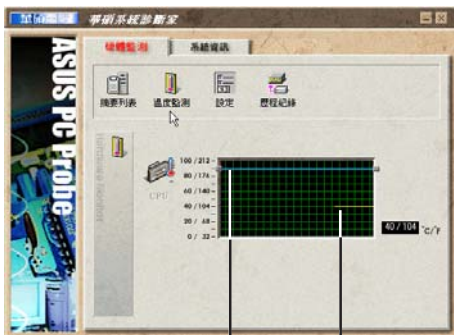 華碩系統診斷家
ASUS PC Probe
硬體監測
系統資訊
摘要列表
溫度監測
設定
歷程紀錄
Hardware Monitor
CPU
100 / 212
80 / 176
60 / 140
40 / 104
20 / 68
0 / 32
40 / 104 °C/°F